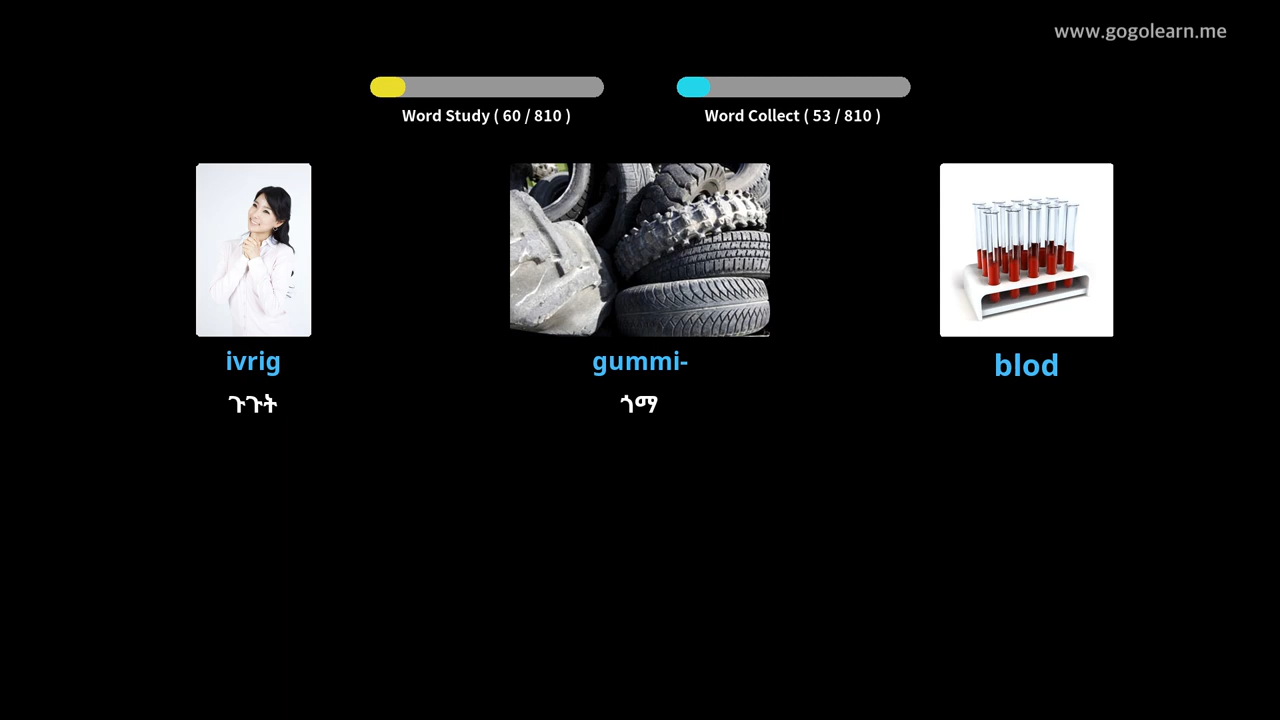 www.gogolearn.me
Word Study ( 60 / 810 )
Word Collect ( 53 / 810 )
ivrig
gummi-
blod
ጉጉት
ጎማ